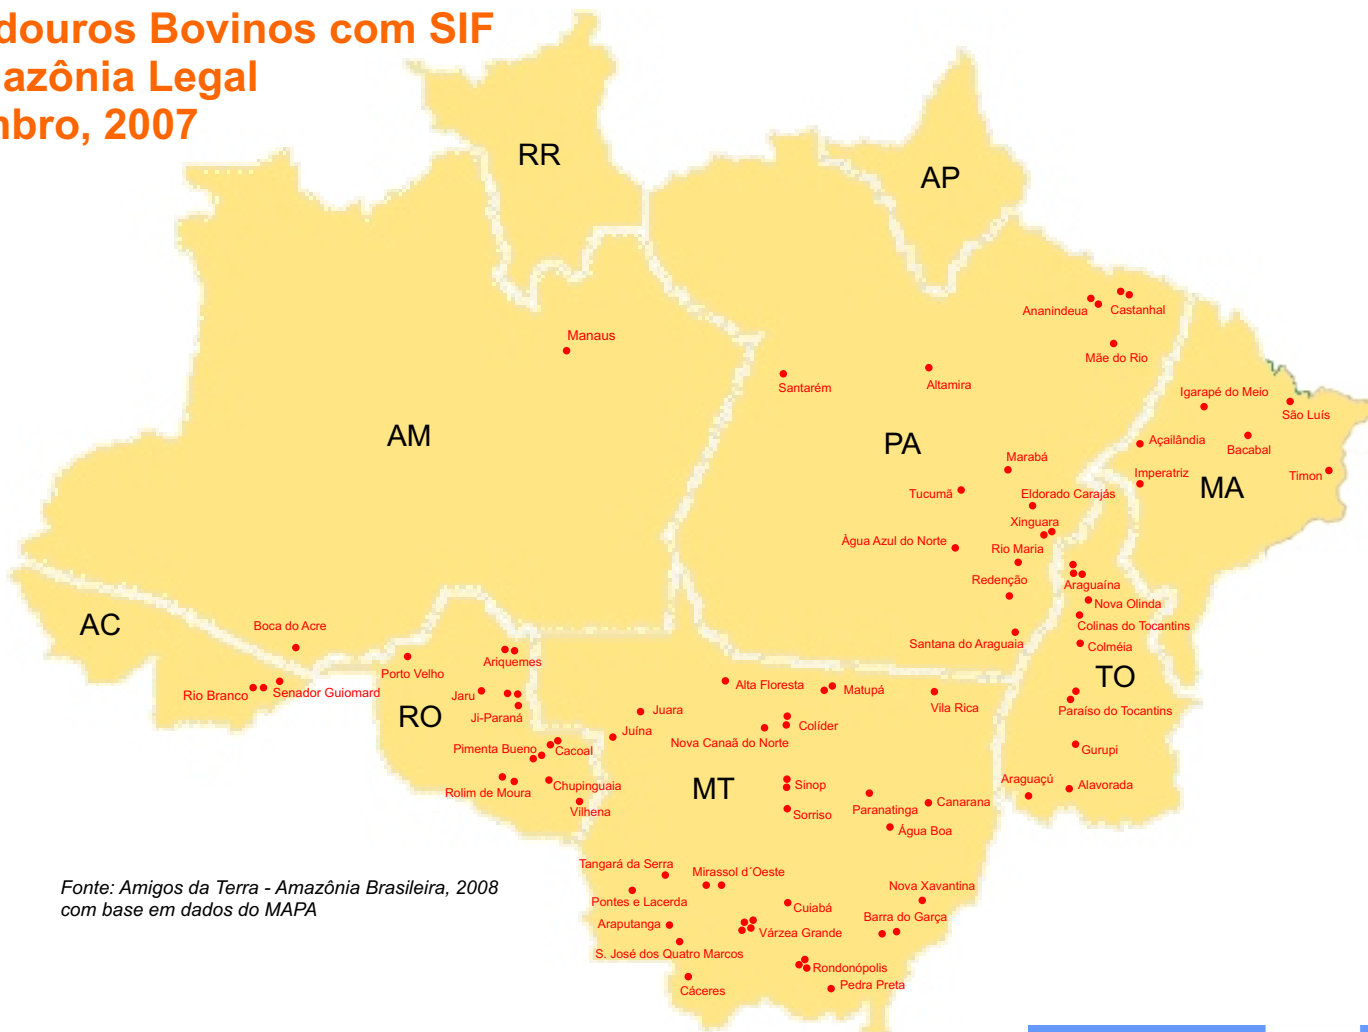 douros Bovinos com SIF
azônia Legal
bro, 2007
RR
AP
Manaus
Ananindeua
Castanhal
Mãe do Rio
Santarém
Altamira
Igarapé do Meio
São Luís
AM
PA
Açailândia
Bacabal
Marabá
Imperatriz
Timon
MA
Tucumã
Eldorado Carajás
Xinguara
Àgua Azul do Norte
Rio Maria
Redenção
Araguaína
Nova Olinda
AC
Boca do Acre
Colinas do Tocantins
Santana do Araguaia
Colméia
Ariquemes
Porto Velho
TO
Rio Branco
Senador Guiomard
Jaru
Alta Floresta
Matupá
Vila Rica
Paraíso do Tocantins
RO
Ji-Paraná
Juara
Juína
Colíder
Nova Canaã do Norte
Pimenta Bueno
Cacoal
Gurupi
MT
Sinop
Araguaçú
Alavorada
Rolim de Moura
Chupinguaia
Vilhena
Sorriso
Paranatinga
Canarana
Água Boa
Tangará da Serra
Mirassol d´Oeste
Fonte: Amigos da Terra - Amazônia Brasileira, 2008
com base em dados do MAPA
Nova Xavantina
Pontes e Lacerda
Cuiabá
Barra do Garça
Araputanga
Várzea Grande
S. José dos Quatro Marcos
Rondonópolis
Cáceres
Pedra Preta